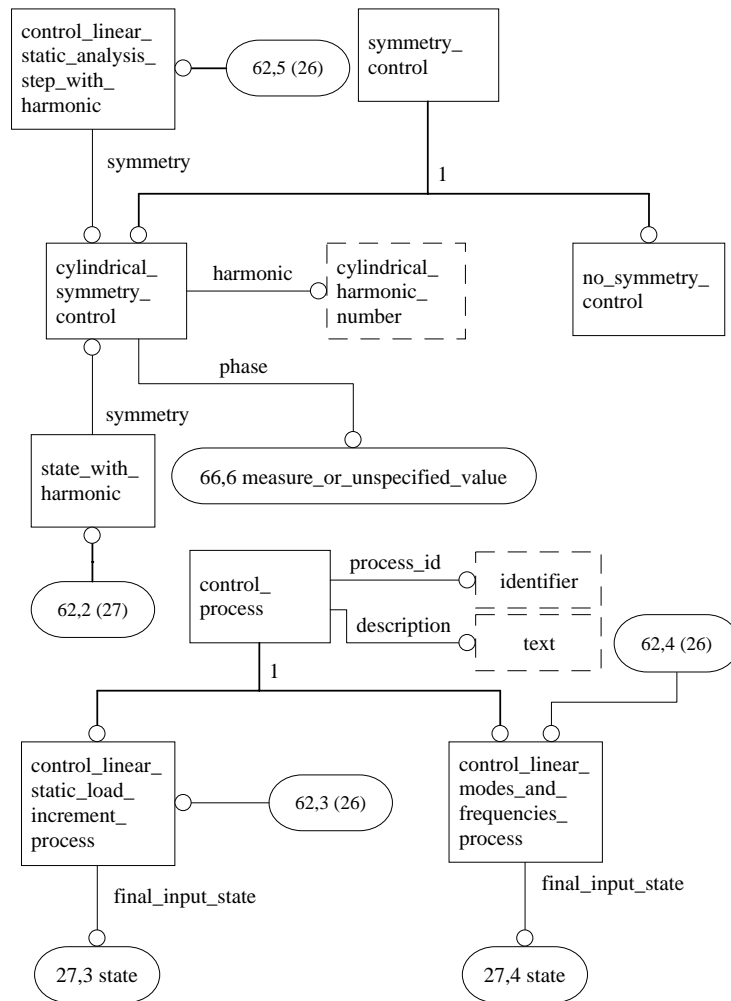 control_linear_
static_analysis_
step_with_
harmonic
62,5 (26)
symmetry_
control
symmetry
1
cylindrical_
symmetry_
control
harmonic
cylindrical_
harmonic_
number
no_symmetry_
control
phase
symmetry
state_with_
harmonic
66,6 measure_or_unspecified_value
62,2 (27)
control_
process
process_id
identifier
description
text
62,4 (26)
1
control_linear_
static_load_
increment_
process
62,3 (26)
control_linear_
modes_and_
frequencies_
process
final_input_state
final_input_state
27,3 state
27,4 state